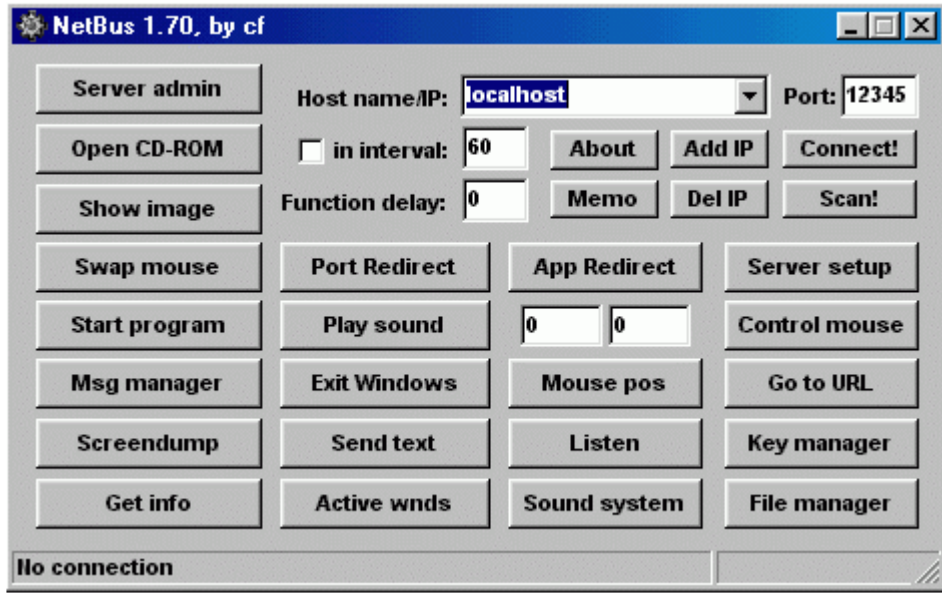 NetBus 1.70, by cf
Server admin Host name/IP: localhost Port: 12345
Open CD-ROM in interval: 60 About Add IP Connect!
Show image Function delay: 0 Memo Del IP Scan!
Swap mouse Port Redirect App Redirect Server setup
Start program Play sound 0 0 Control mouse
Msg manager Exit Windows Mouse pos Go to URL
Screendump Send text Listen Key manager
Get info Active wnds Sound system File manager
No connection